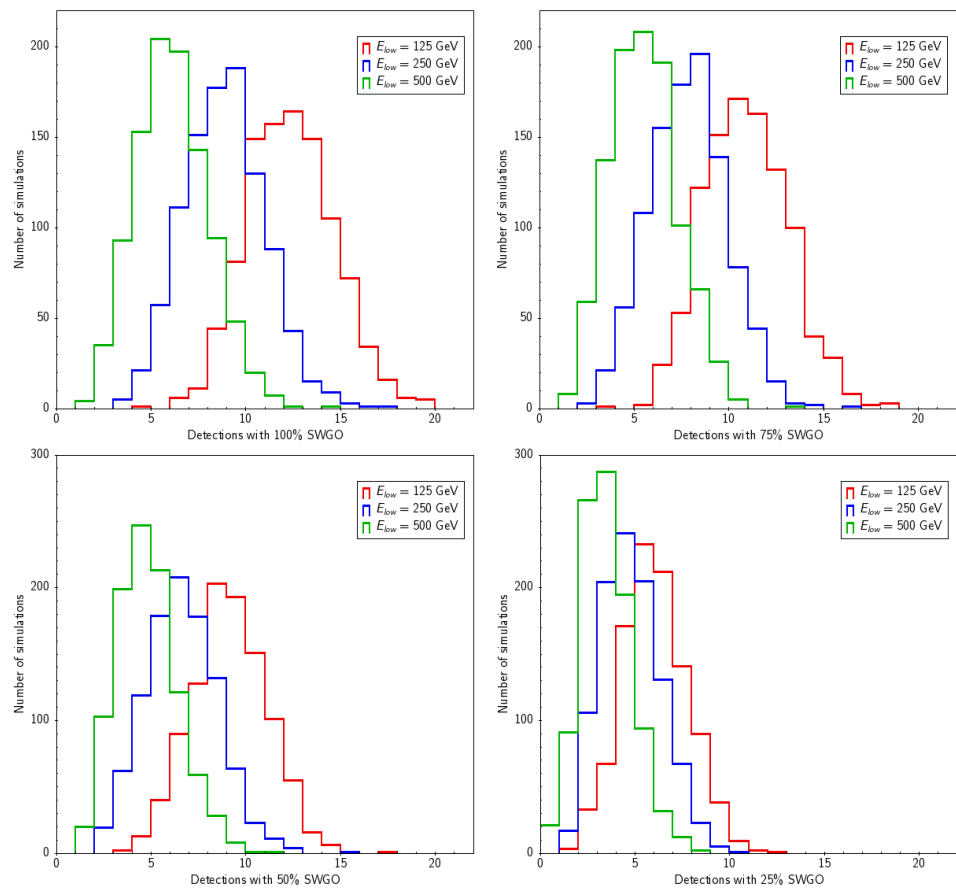 200
150
100
50
0
Number of simulations
E_low = 125 GeV
E_low = 250 GeV
E_low = 500 GeV
0 5 10 15 20
Detections with 100% SWGO
200
150
100
50
0
Number of simulations
E_low = 125 GeV
E_low = 250 GeV
E_low = 500 GeV
0 5 10 15 20
Detections with 75% SWGO
300
200
100
0
Number of simulations
E_low = 125 GeV
E_low = 250 GeV
E_low = 500 GeV
0 5 10 15 20
Detections with 50% SWGO
300
200
100
0
Number of simulations
E_low = 125 GeV
E_low = 250 GeV
E_low = 500 GeV
0 5 10 15 20
Detections with 25% SWGO